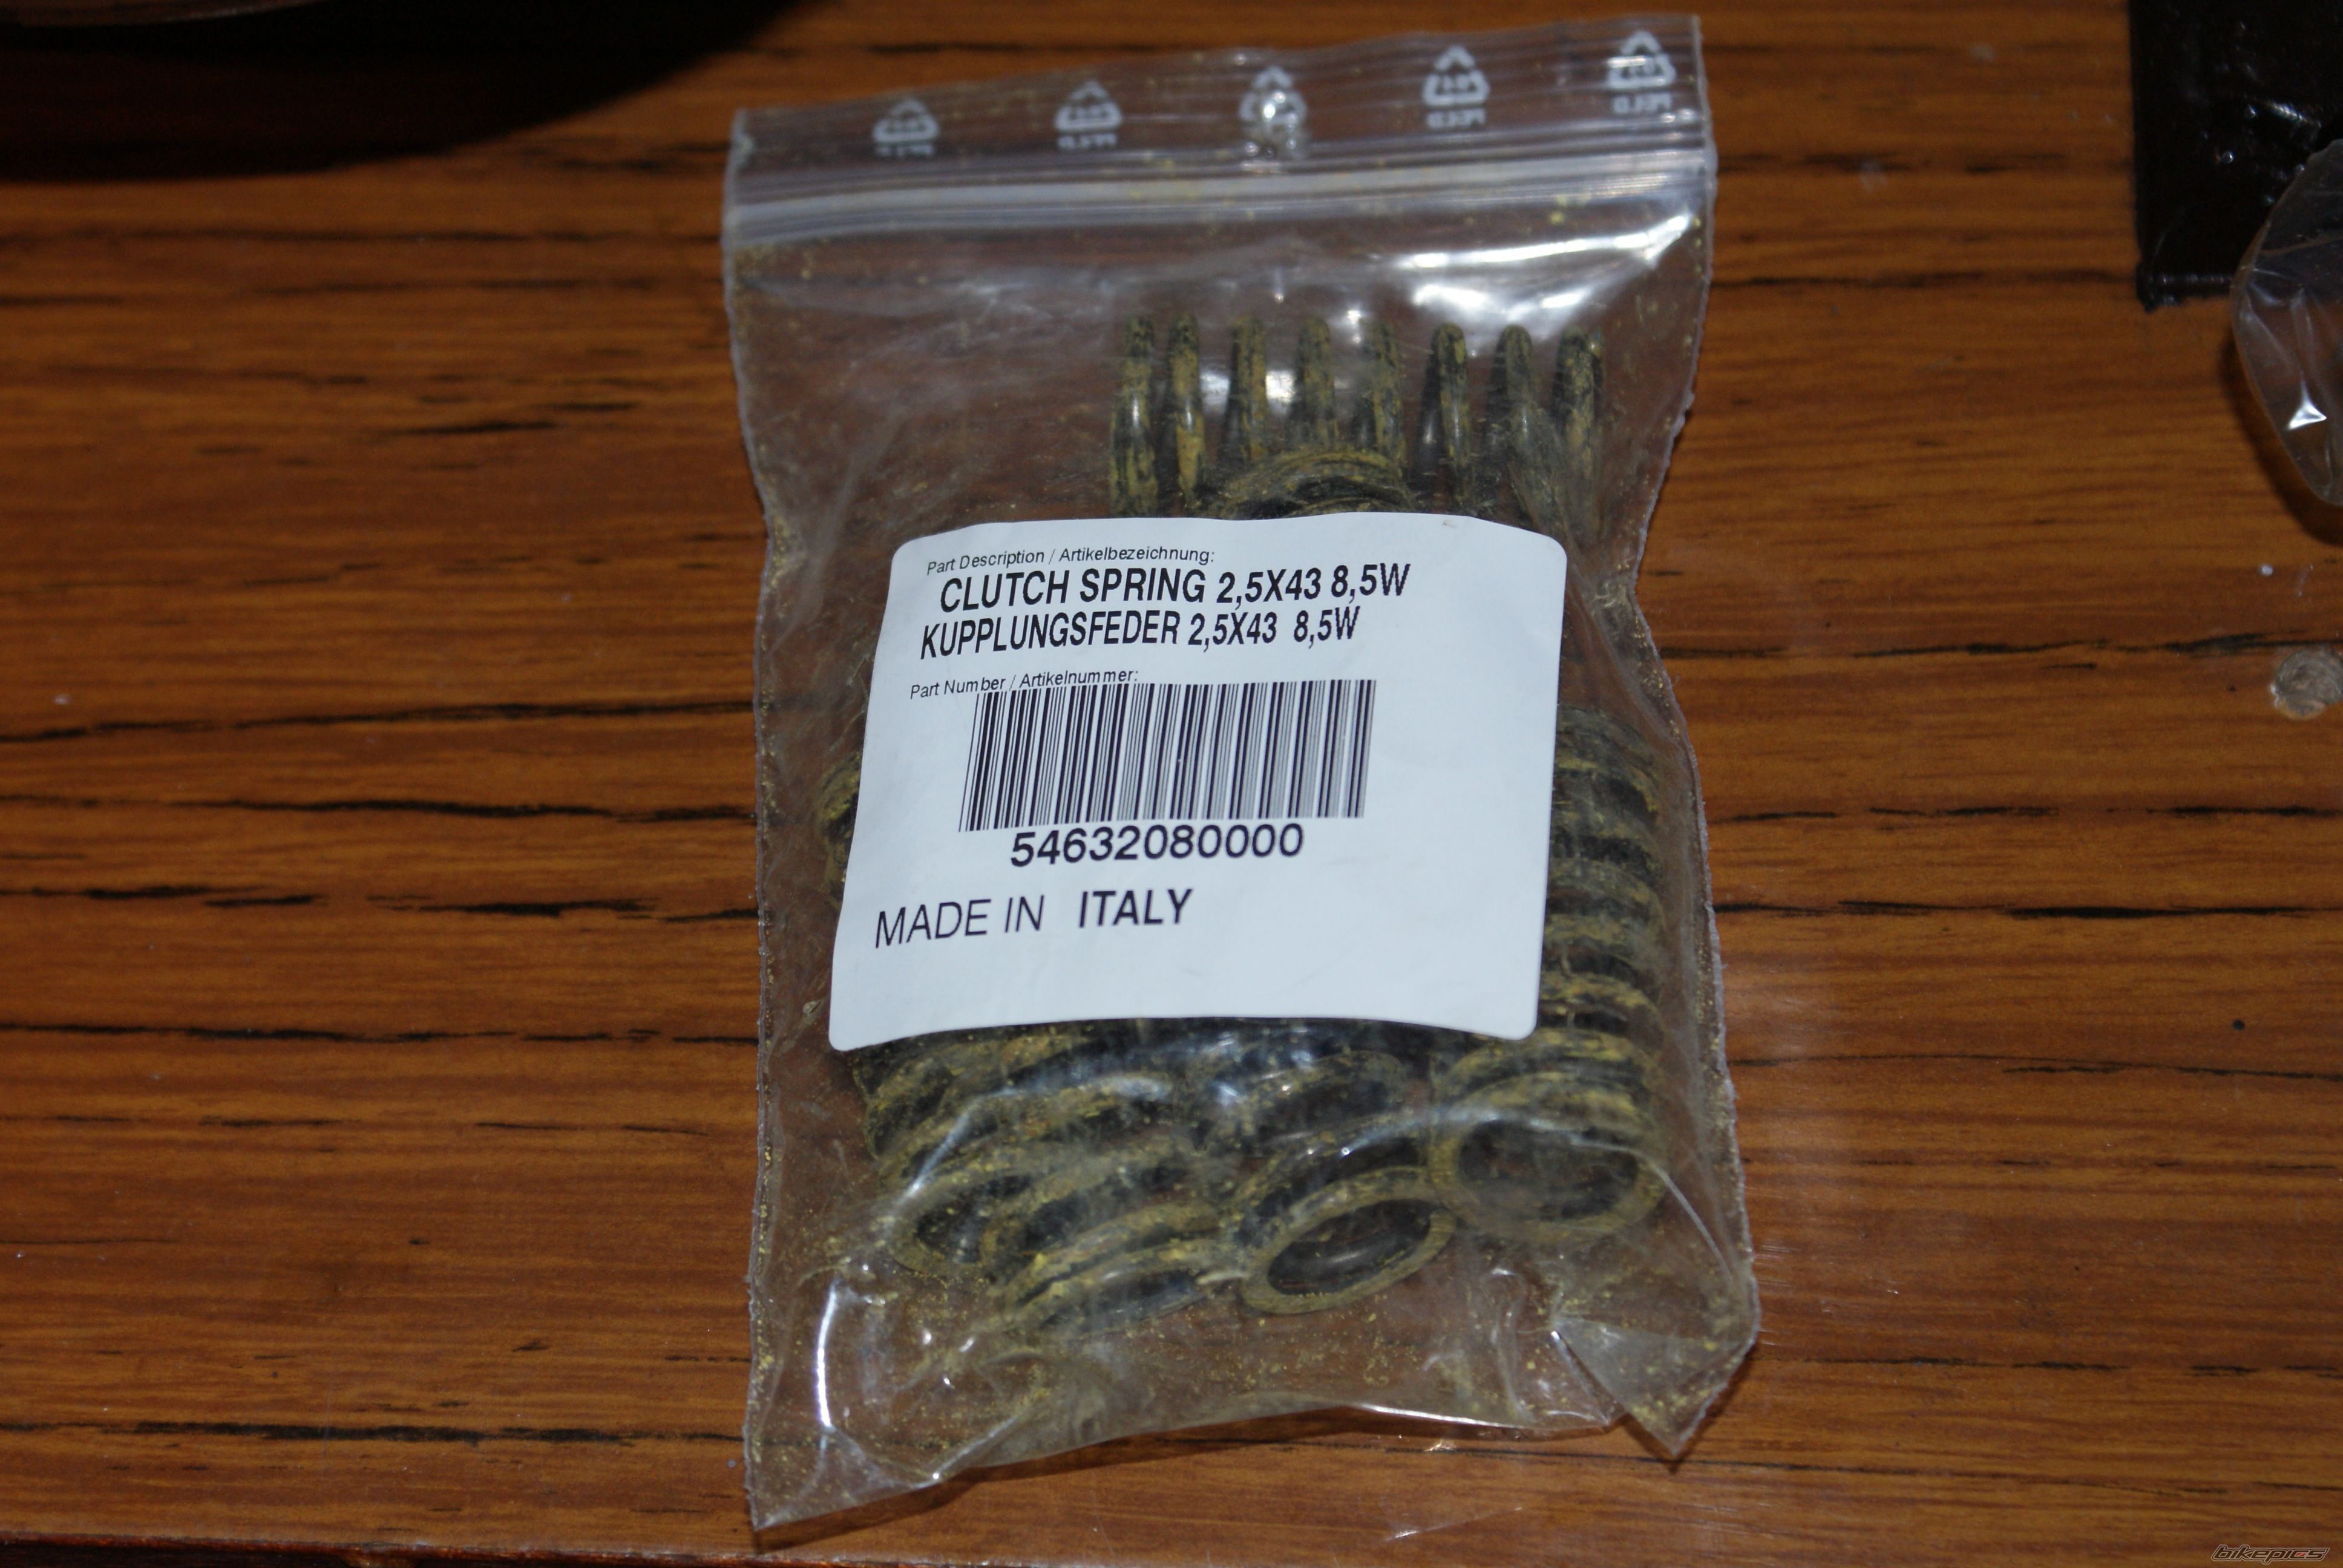 Part Description / Artikelbezeichnung:
CLUTCH SPRING 2,5X43 8,5W
KUPPLUNGSFEDER 2,5X43 8,5W
Part Number / Artikelnummer:
54632080000
MADE IN ITALY
bikepics